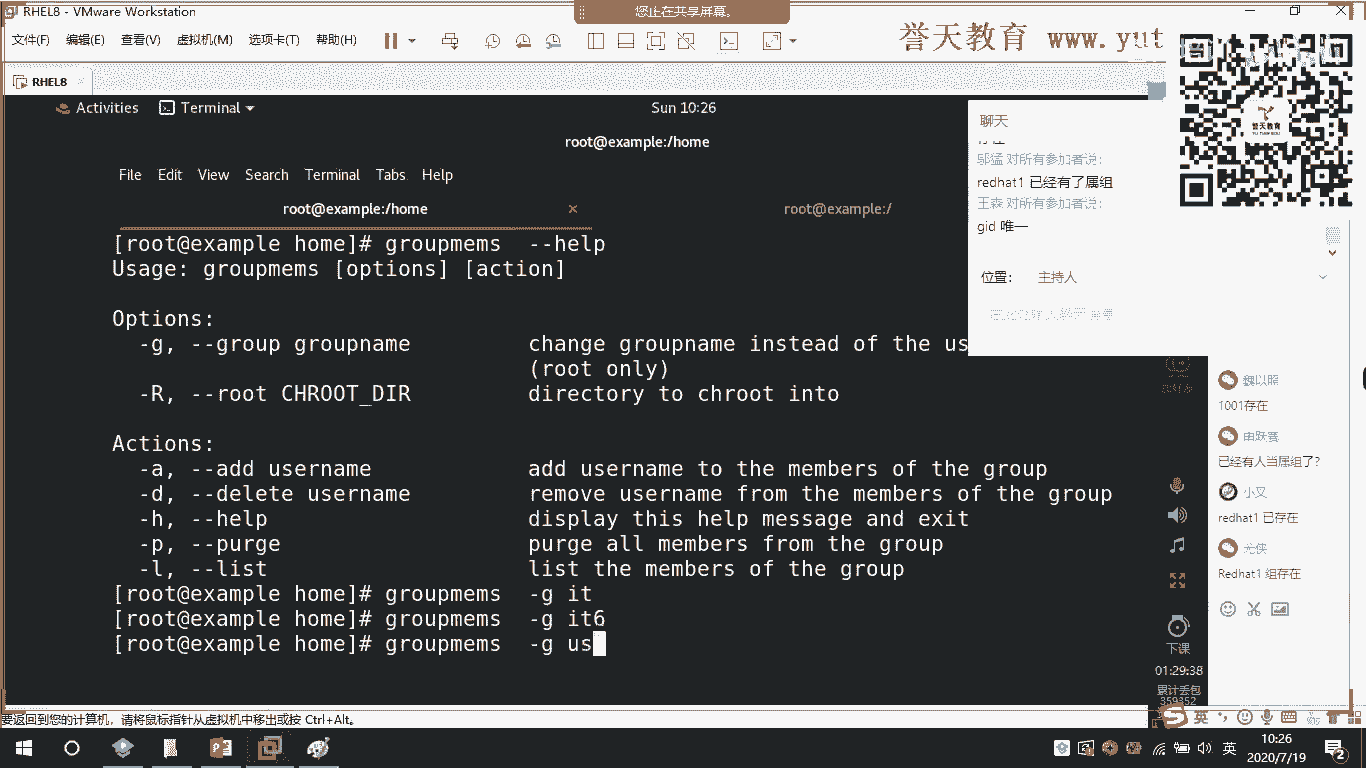 RHEL8 - VMware Workstation
您正在共享屏幕。
文件(F) 编辑(E) 查看(V) 虚拟机(M) 选项卡(T) 帮助(H)
誉天教育 www.yut
RHEL8
Activities Terminal
Sun 10:26
root@example:/home
File Edit View Search Terminal Tabs Help
root@example:/home
root@example:/
[root@example home]# groupmems --help
Usage: groupmems [options] [action]
Options:
-g, --group groupname change groupname instead of the us
(root only)
-R, --root CHROOT_DIR directory to chroot into
Actions:
-a, --add username add username to the members of the group
-d, --delete username remove username from the members of the group
-h, --help display this help message and exit
-p, --purge purge all members from the group
-l, --list list the members of the group
[root@example home]# groupmems -g it
[root@example home]# groupmems -g it6
[root@example home]# groupmems -g us
聊天
邬猛 对所有参加者说:
redhat1 已经有了属组
王森 对所有参加者说:
gid 唯一
位置: 主持人
誉天教育
魏以照
1001存在
由跃骞
已经有人当属组了?
小叉
redhat1 已存在
光侠
Redhat1 组存在
下课
01:29:38
累计丢包
359352
要返回到您的计算机，请将鼠标指针从虚拟机中移出或按 Ctrl+Alt。
英
英
10:26
2020/7/19
2